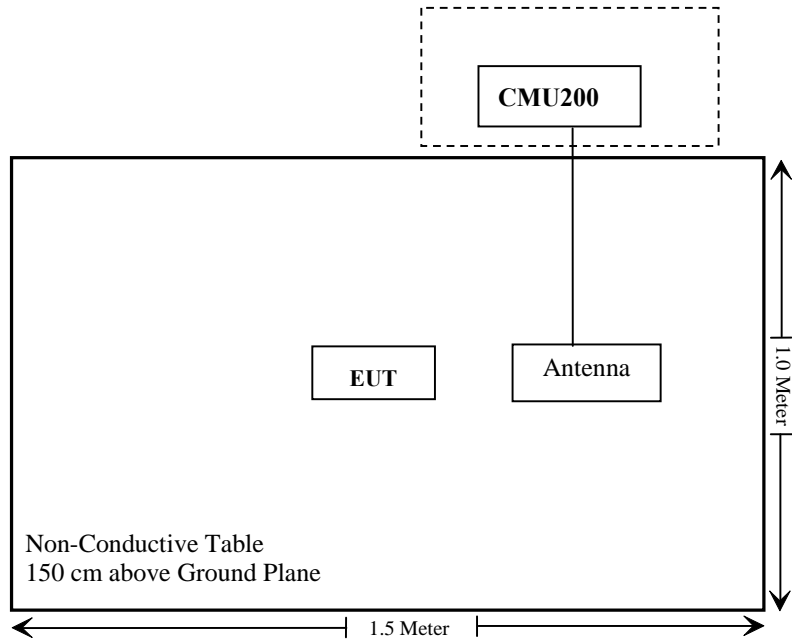 CMU200
EUT
Antenna
1.0 Meter
Non-Conductive Table
150 cm above Ground Plane
1.5 Meter